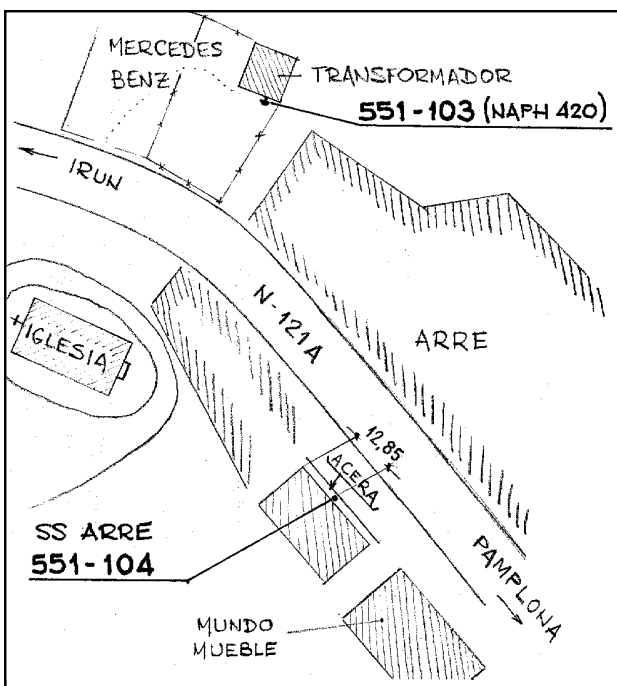 MERCEDES
BENZ
TRANSFORMADOR
551-103 (NAPH 420)
IRUN
N-121A
ARRE
IGLESIA
12,85
ACERA
SS ARRE
551-104
PAMPLONA
MUNDO
MUEBLE